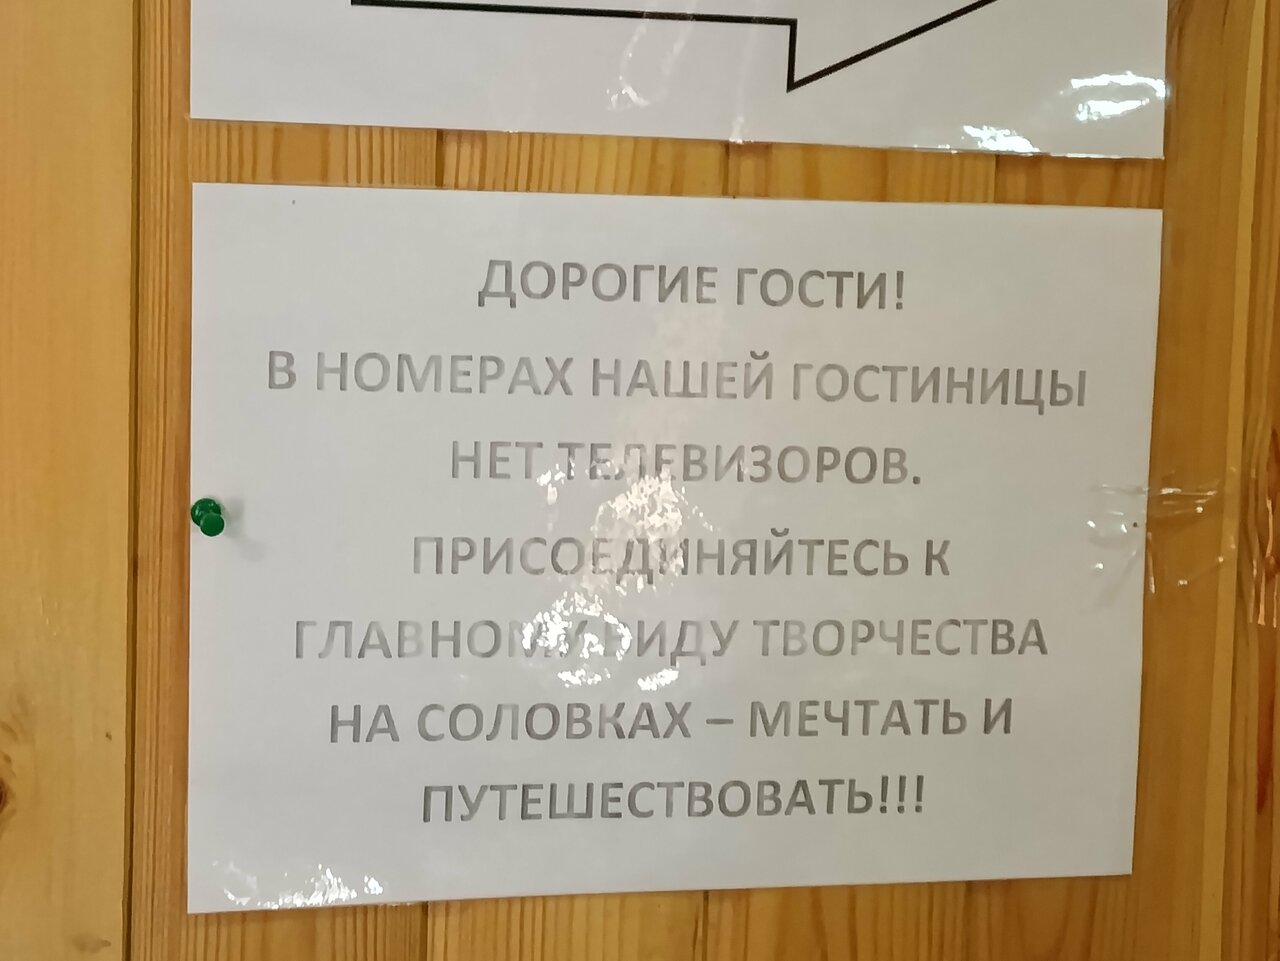 ДОРОГИЕ ГОСТИ!
В НОМЕРАХ НАШЕЙ ГОСТИНИЦЫ
НЕТ ТЕЛЕВИЗОРОВ.
ПРИСОЕДИНЯЙТЕСЬ К
ГЛАВНОМУ ВИДУ ТВОРЧЕСТВА
НА СОЛОВКАХ – МЕЧТАТЬ И
ПУТЕШЕСТВОВАТЬ!!!